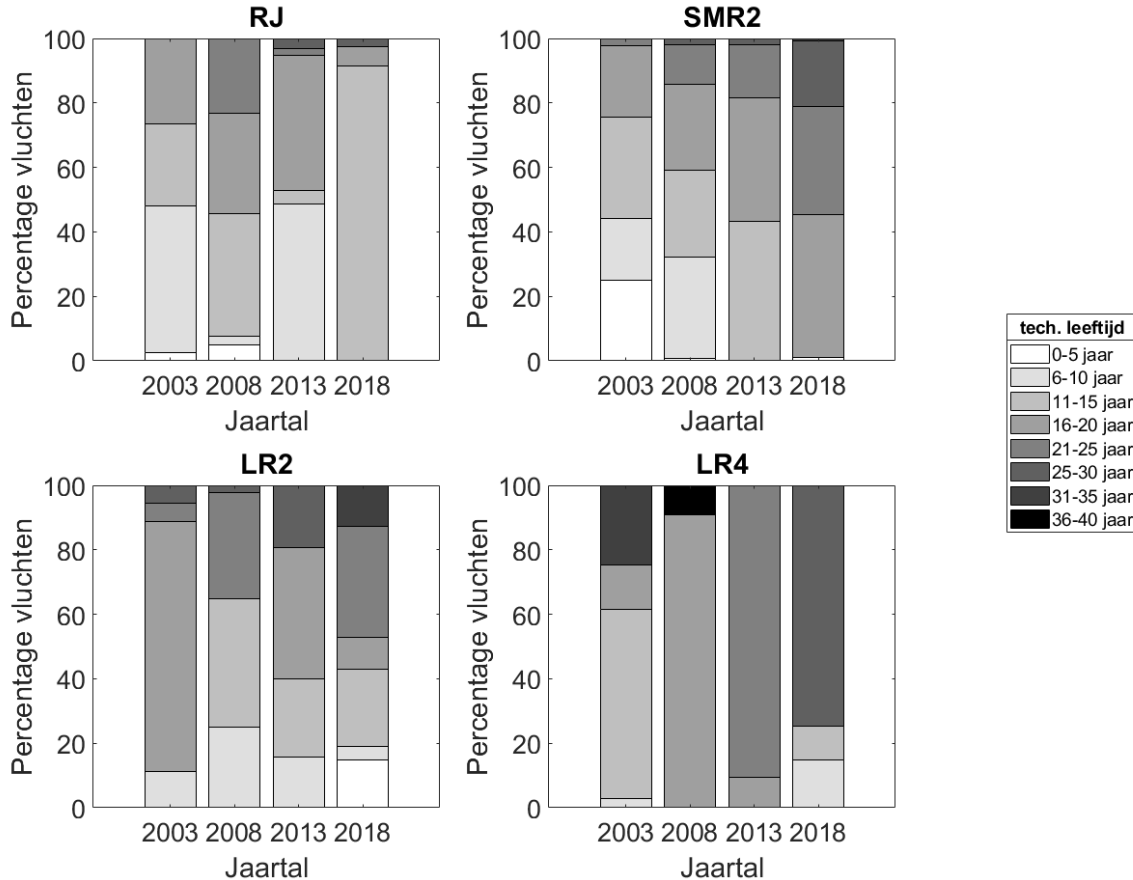 RJ
100
80
60
40
20
0
Percentage vluchten
2003 2008 2013 2018
Jaartal
SMR2
100
80
60
40
20
0
Percentage vluchten
2003 2008 2013 2018
Jaartal
LR2
100
80
60
40
20
0
Percentage vluchten
2003 2008 2013 2018
Jaartal
LR4
100
80
60
40
20
0
Percentage vluchten
2003 2008 2013 2018
Jaartal
tech. leeftijd
0-5 jaar
6-10 jaar
11-15 jaar
16-20 jaar
21-25 jaar
25-30 jaar
31-35 jaar
36-40 jaar